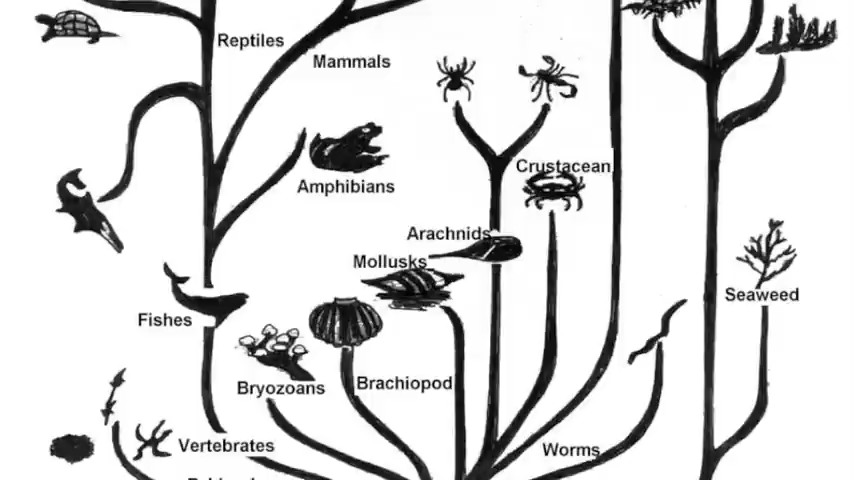 Reptiles
Mammals
Crustacean
Amphibians
Arachnids
Mollusks
Seaweed
Fishes
Brachiopod
Bryozoans
Vertebrates
Worms